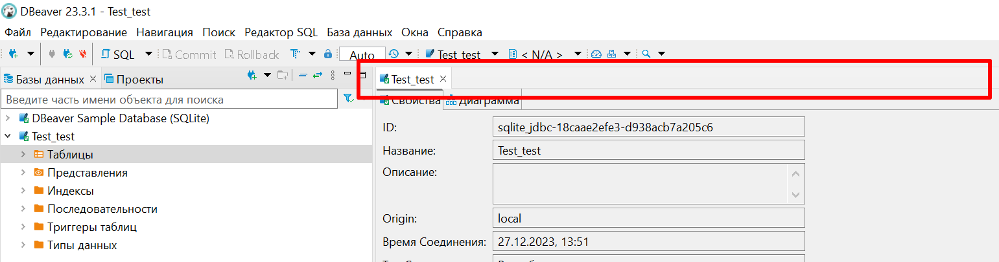 DBeaver 23.3.1 - Test_test
Файл Редактирование Навигация Поиск Редактор SQL База данных Окна Справка
SQL Commit Rollback Auto Test_test < N/A >
Базы данных Проекты
Test_test
Введите часть имени объекта для поиска
Свойства Диаграмма
DBeaver Sample Database (SQLite)
Test_test
Таблицы
Представления
Индексы
Последовательности
Триггеры таблиц
Типы данных
ID: sqlite_jdbc-18caae2efe3-d938acb7a205c6
Название: Test_test
Описание:
Origin: local
Время Соединения: 27.12.2023, 13:51